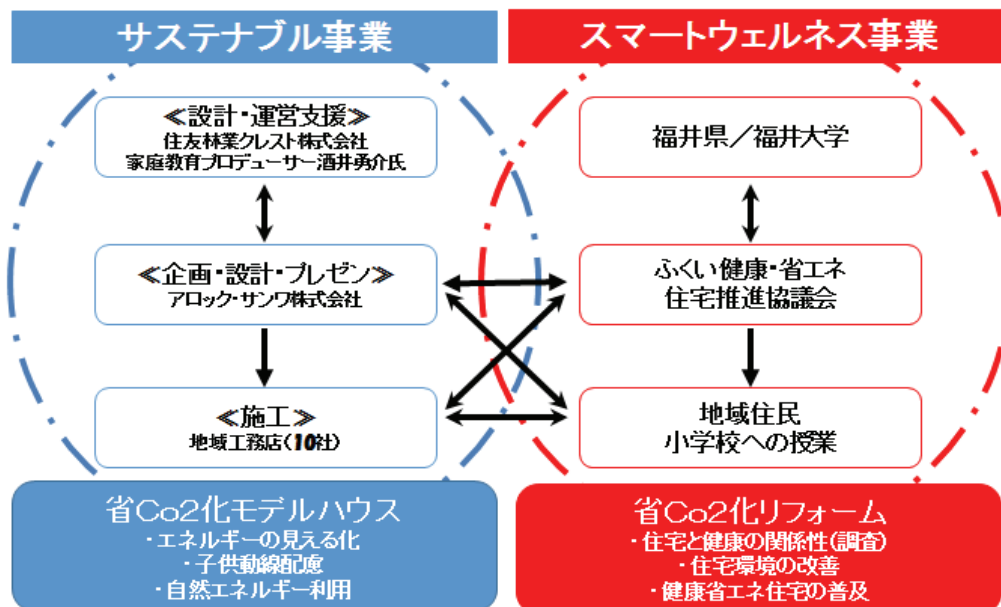 サステナブル事業
≪設計・運営支援≫
住友林業クレスト株式会社
家庭教育プロデューサー酒井勇介氏
≪企画・設計・プレゼン≫
アロック・サンワ株式会社
≪施工≫
地域工務店(10社)
省Co2化モデルハウス
・エネルギーの見える化
・子供動線配慮
・自然エネルギー利用
スマートウェルネス事業
福井県／福井大学
ふくい健康・省エネ
住宅推進協議会
地域住民
小学校への授業
省Co2化リフォーム
・住宅と健康の関係性(調査)
・住宅環境の改善
・健康省エネ住宅の普及